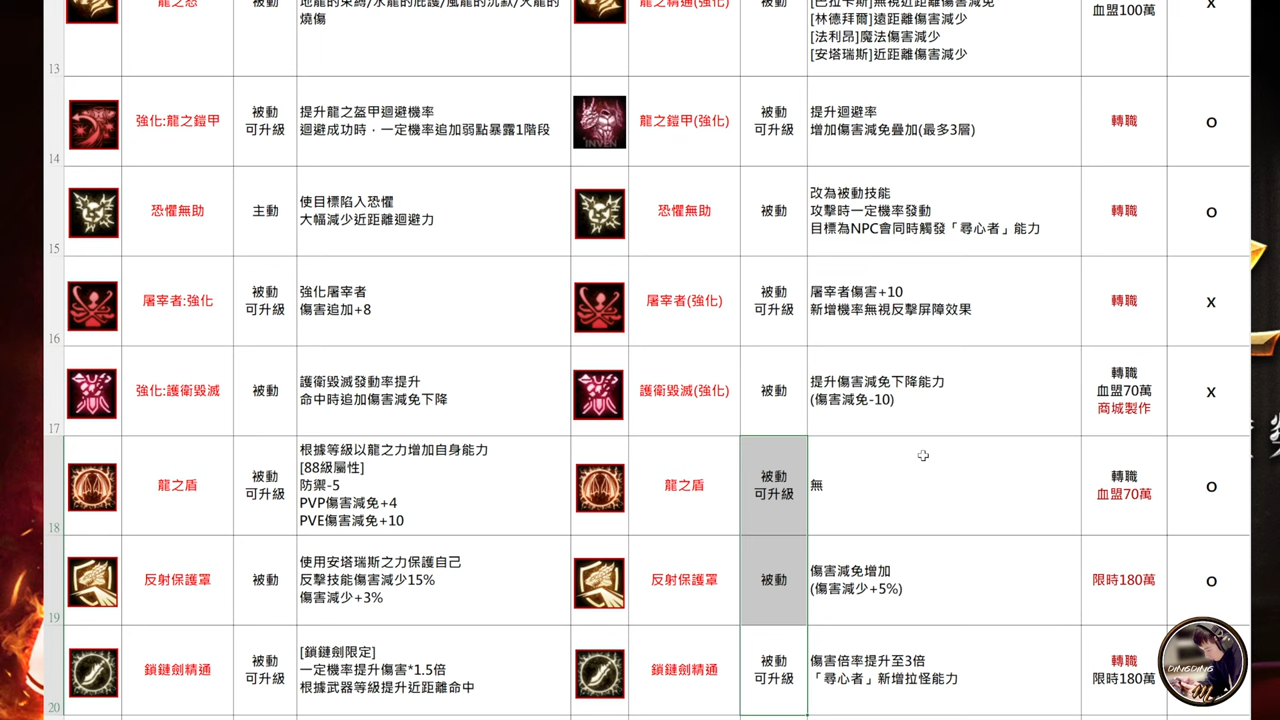 龍之怒
被動
地龍的束縛/水龍的庇護/風龍的沉默/火龍的
燒傷
龍之精通(強化)
被動
[巴拉卡斯]無視近距離傷害減免
[林德拜爾]遠距離傷害減少
[法利昂]魔法傷害減少
[安塔瑞斯]近距離傷害減少
血盟100萬
X
13
強化:龍之鎧甲
被動
可升級
提升龍之盔甲迴避機率
迴避成功時，一定機率追加弱點暴露1階段
INVEN
龍之鎧甲(強化)
被動
可升級
提升迴避率
增加傷害減免疊加(最多3層)
轉職
O
14
恐懼無助
主動
使目標陷入恐懼
大幅減少近距離迴避力
恐懼無助
被動
改為被動技能
攻擊時一定機率發動
目標為NPC會同時觸發「尋心者」能力
轉職
O
15
屠宰者:強化
被動
可升級
強化屠宰者
傷害追加+8
屠宰者(強化)
被動
可升級
屠宰者傷害+10
新增機率無視反擊屏障效果
轉職
X
16
強化:護衛毀滅
被動
護衛毀滅發動率提升
命中時追加傷害減免下降
護衛毀滅(強化)
被動
提升傷害減免下降能力
(傷害減免-10)
轉職
血盟70萬
商城製作
X
17
龍之盾
被動
可升級
根據等級以龍之力增加自身能力
[88級屬性]
防禦-5
PVP傷害減免+4
PVE傷害減免+10
龍之盾
被動
可升級
無
轉職
血盟70萬
O
18
反射保護罩
被動
使用安塔瑞斯之力保護自己
反擊技能傷害減少15%
傷害減少+3%
反射保護罩
被動
傷害減免增加
(傷害減少+5%)
限時180萬
O
19
鎖鏈劍精通
被動
可升級
[鎖鏈劍限定]
一定機率提升傷害*1.5倍
根據武器等級提升近距離命中
鎖鏈劍精通
被動
可升級
傷害倍率提升至3倍
「尋心者」新增拉怪能力
轉職
限時180萬
DINGDING
20